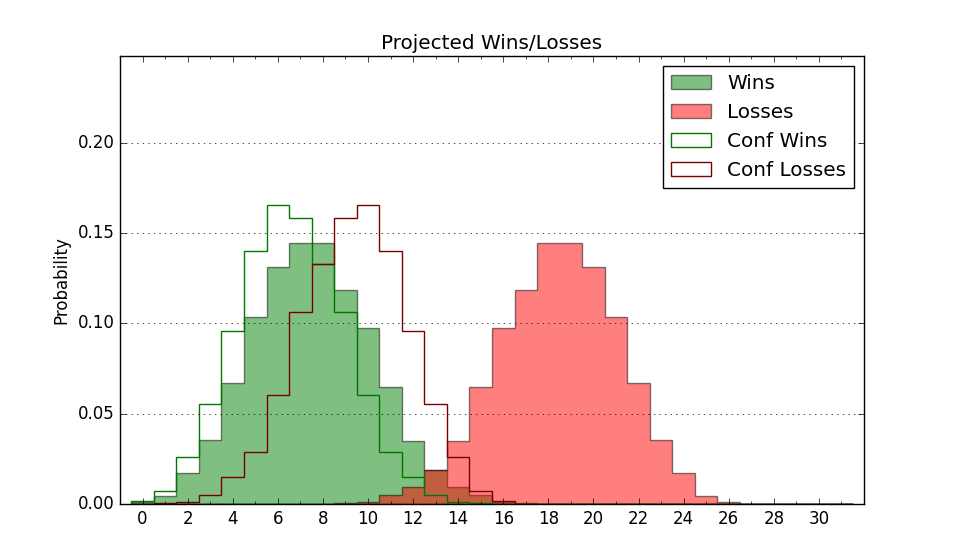 Projected Wins/Losses
Wins
Losses
Conf Wins
Conf Losses
Probability
0.20
0.15
0.10
0.05
0.00
0 2 4 6 8 10 12 14 16 18 20 22 24 26 28 30